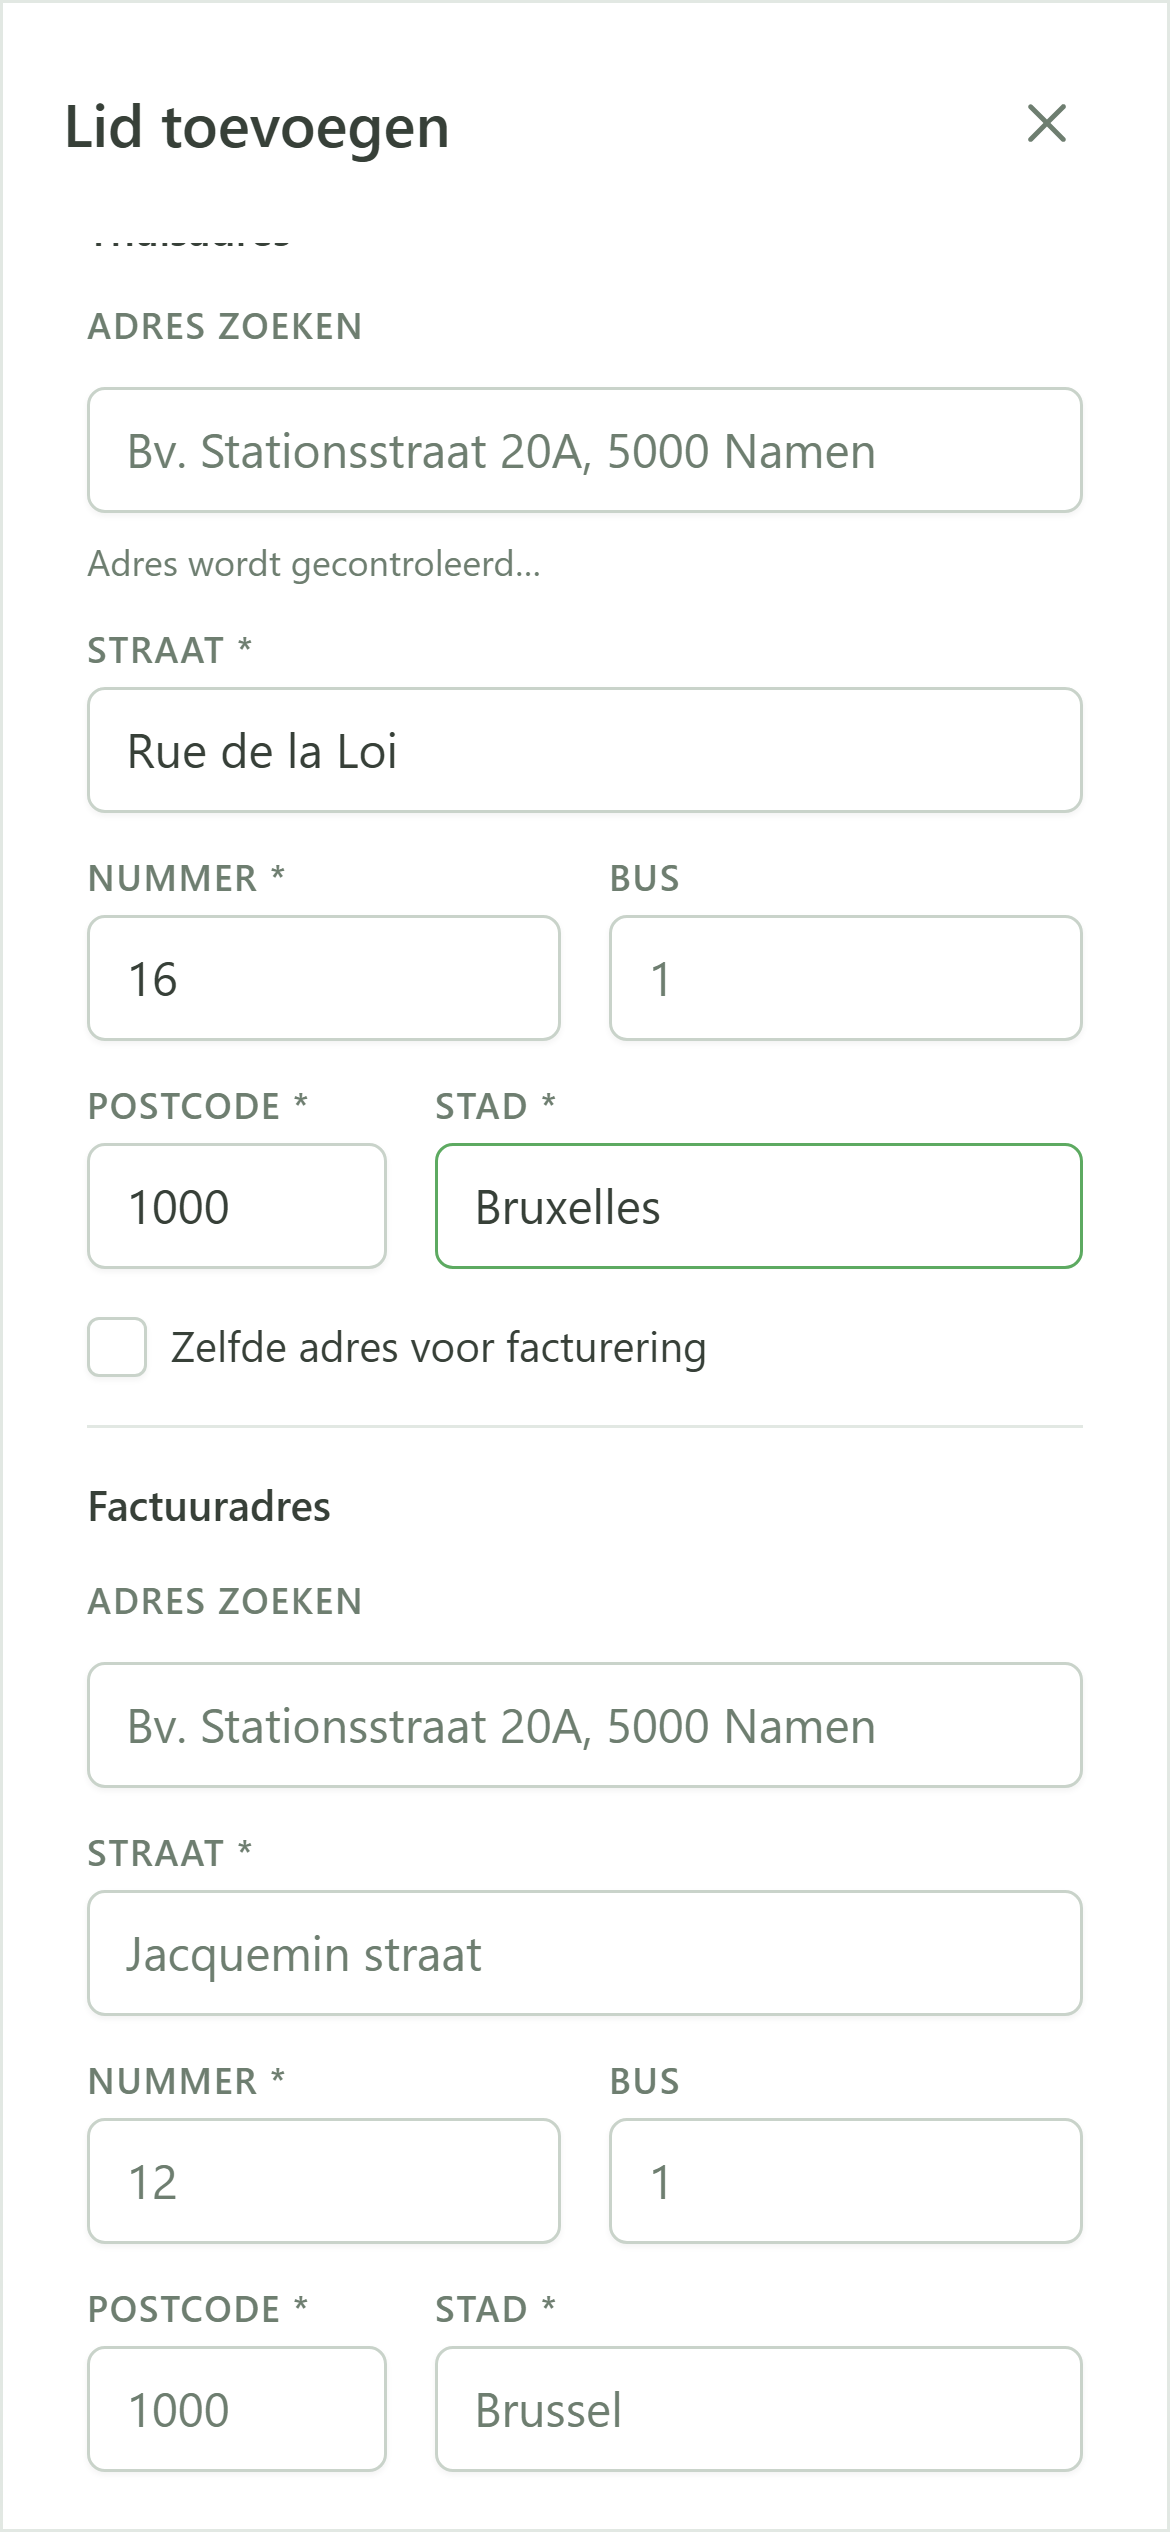 Lid toevoegen
ADRES ZOEKEN
Bv. Stationsstraat 20A, 5000 Namen
Adres wordt gecontroleerd...
STRAAT *
Rue de la Loi
NUMMER * BUS
16 1
POSTCODE * STAD *
1000 Bruxelles
Zelfde adres voor facturering
Factuuradres
ADRES ZOEKEN
Bv. Stationsstraat 20A, 5000 Namen
STRAAT *
Jacquemin straat
NUMMER * BUS
12 1
POSTCODE * STAD *
1000 Brussel